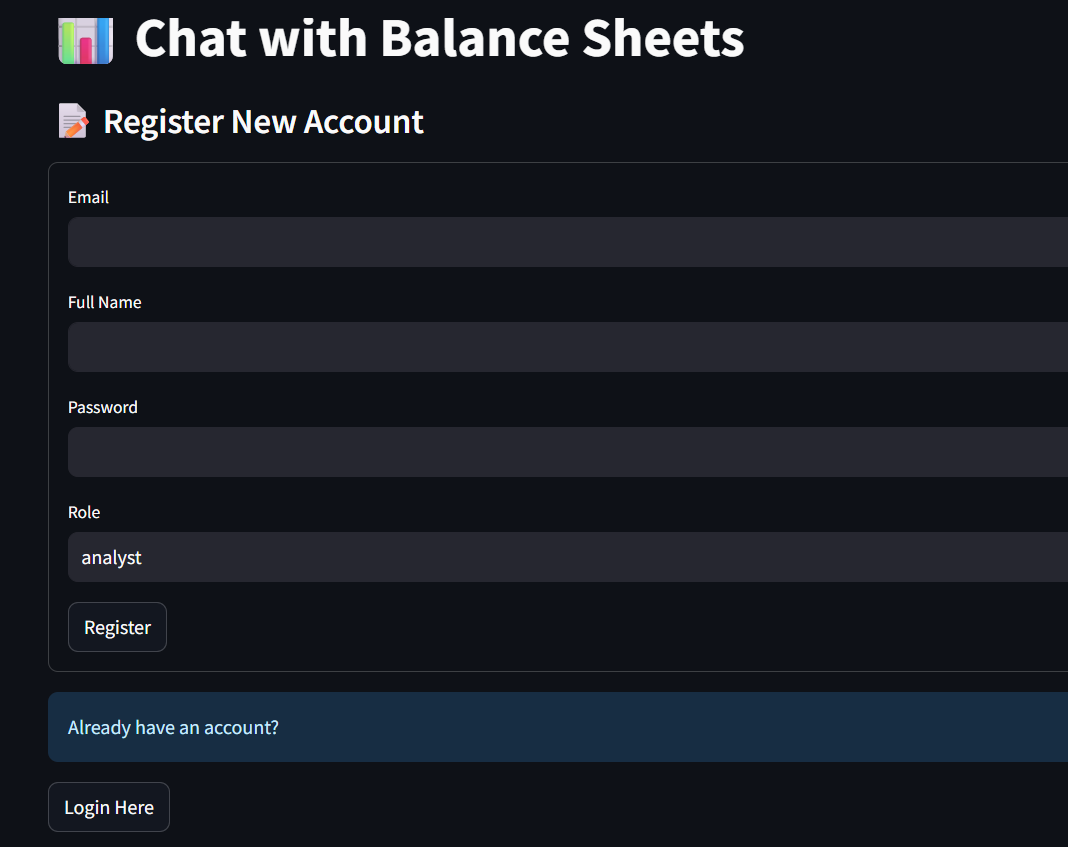 Chat with Balance Sheets
Register New Account
Email
Full Name
Password
Role
analyst
Register
Already have an account?
Login Here